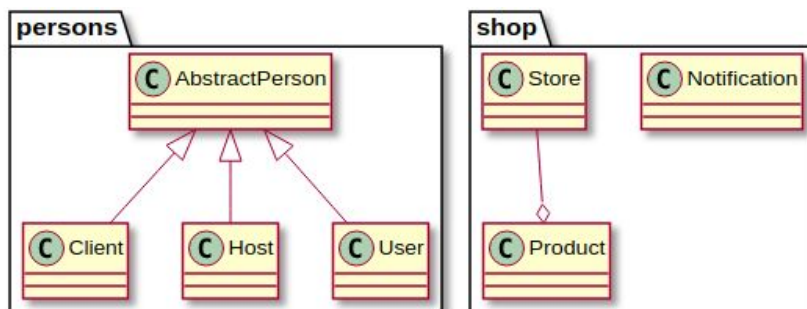 persons
C AbstractPerson
C Client
C Host
C User
shop
C Store
C Notification
C Product